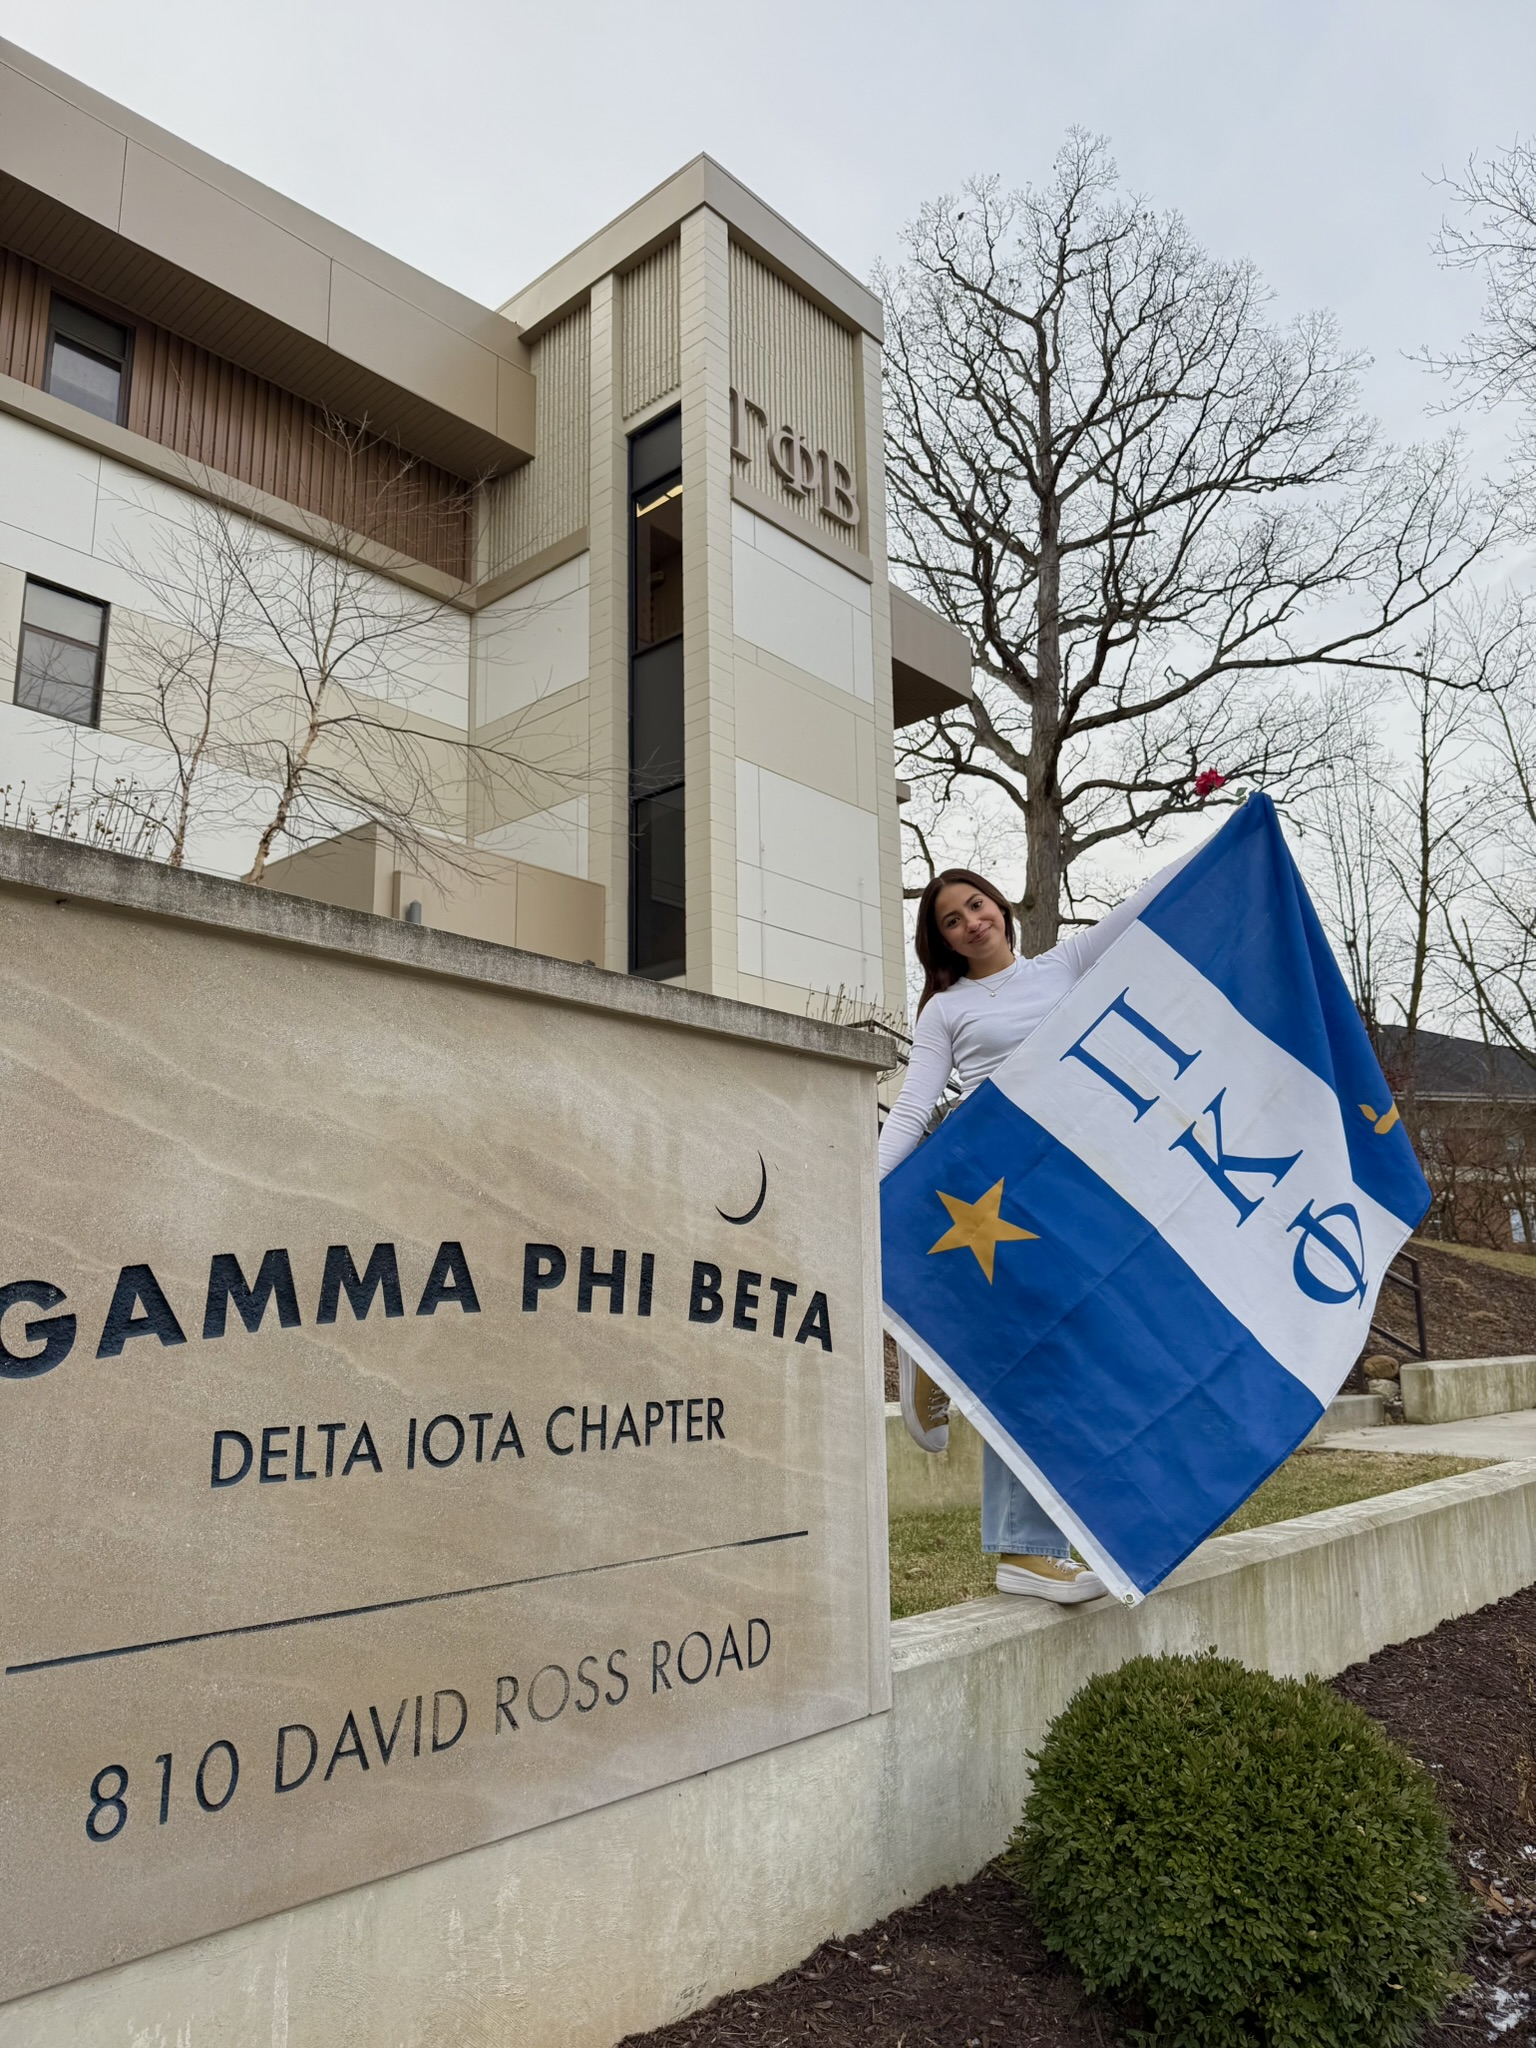 ΓΦΒ
ΠΚΦ
GAMMA PHI BETA
DELTA IOTA CHAPTER
810 DAVID ROSS ROAD